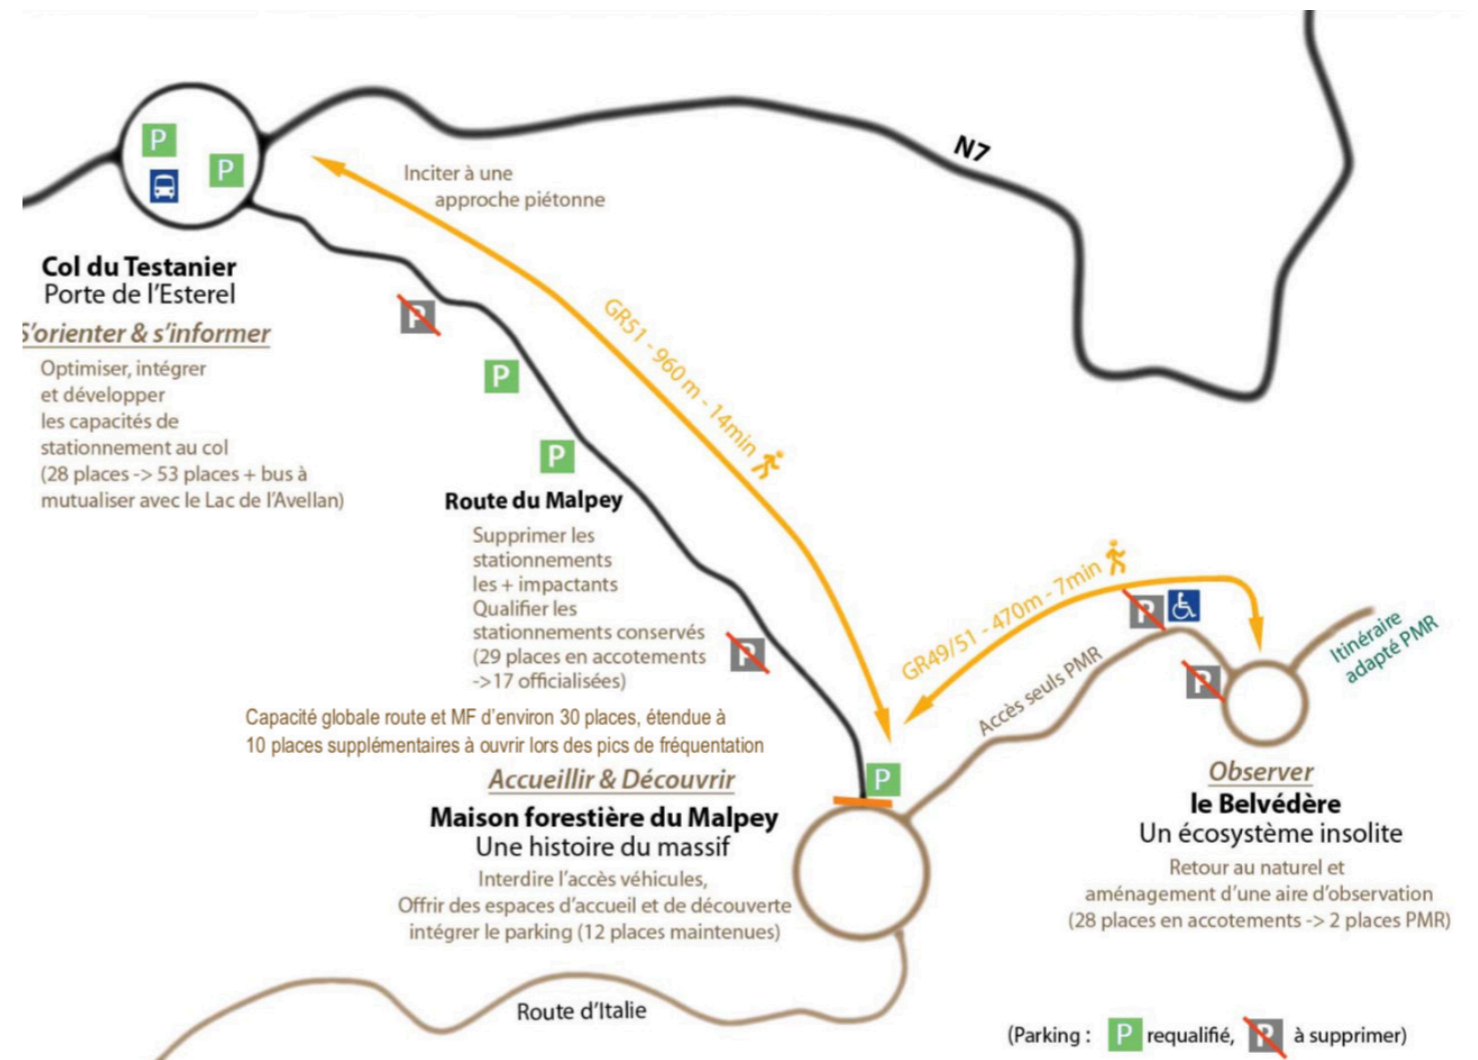 P
P
N7
Inciter à une
approche piétonne
Col du Testanier
Porte de l'Esterel
S'orienter & s'informer
Optimiser, intégrer
et développer
les capacités de
stationnement au col
(28 places -> 53 places + bus à
mutualiser avec le Lac de l'Avellan)
P
P
P
GR51 - 960 m - 14min
Route du Malpey
Supprimer les
stationnements
les + impactants
Qualifier les
stationnements conservés
(29 places en accotements
->17 officialisées)
P
Capacité globale route et MF d'environ 30 places, étendue à
10 places supplémentaires à ouvrir lors des pics de fréquentation
GR49/51 - 470m - 7min
P
P
Accès seuls PMR
Itinéraire
adapté PMR
P
Accueillir & Découvrir
Maison forestière du Malpey
Une histoire du massif
Interdire l'accès véhicules,
Offrir des espaces d'accueil et de découverte
intégrer le parking (12 places maintenues)
Observer
le Belvédère
Un écosystème insolite
Retour au naturel et
aménagement d'une aire d'observation
(28 places en accotements -> 2 places PMR)
Route d'Italie
(Parking : P requalifié, P à supprimer)